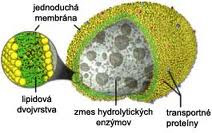 jednoduchá
membrána
lipidová
dvojvrstva
zmes hydrolytických
enzýmov
transportné
proteíny